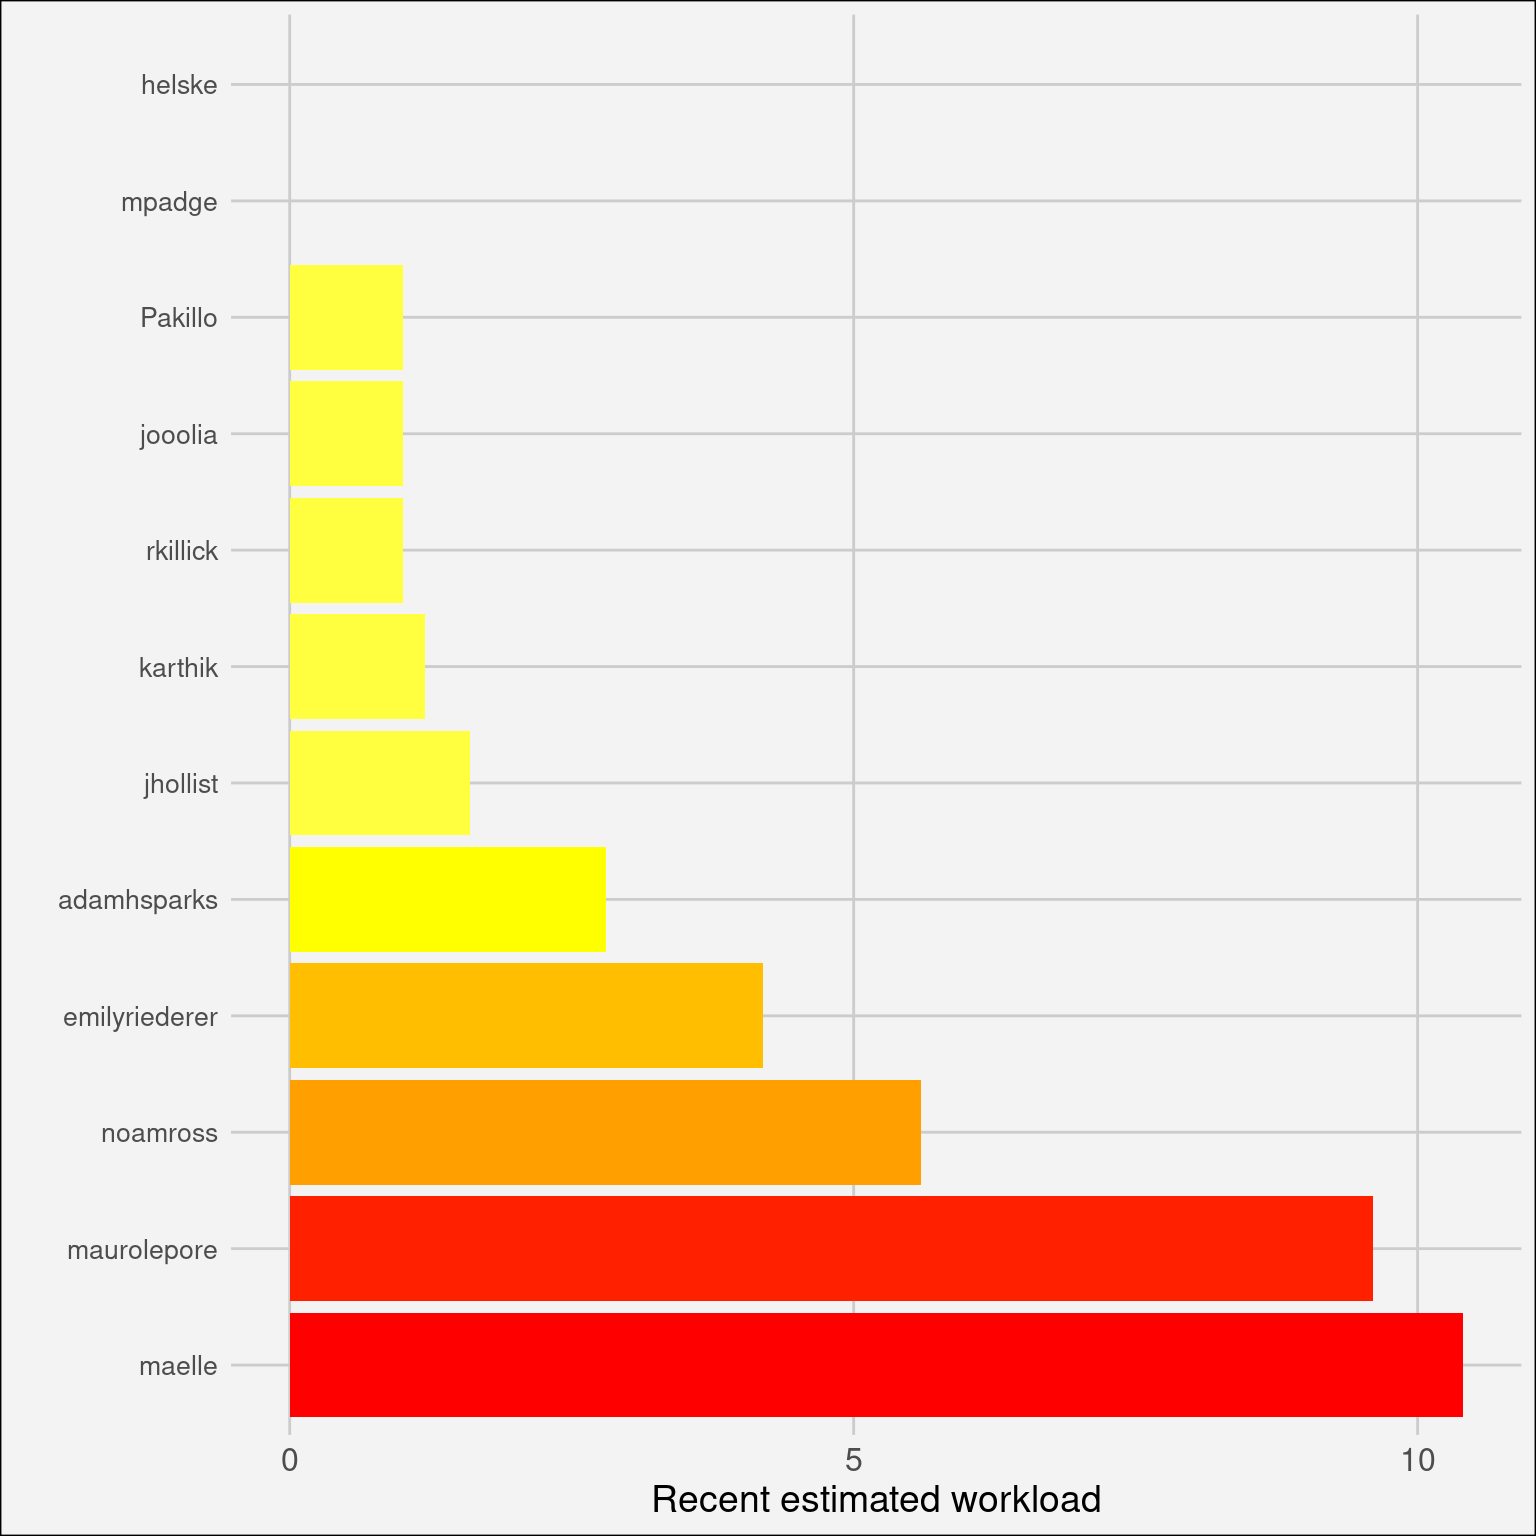 helske
mpadge
Pakillo
jooolia
rkillick
karthik
jhollist
adamhsparks
emilyriederer
noamross
maurolepore
maelle
0 5 10
Recent estimated workload